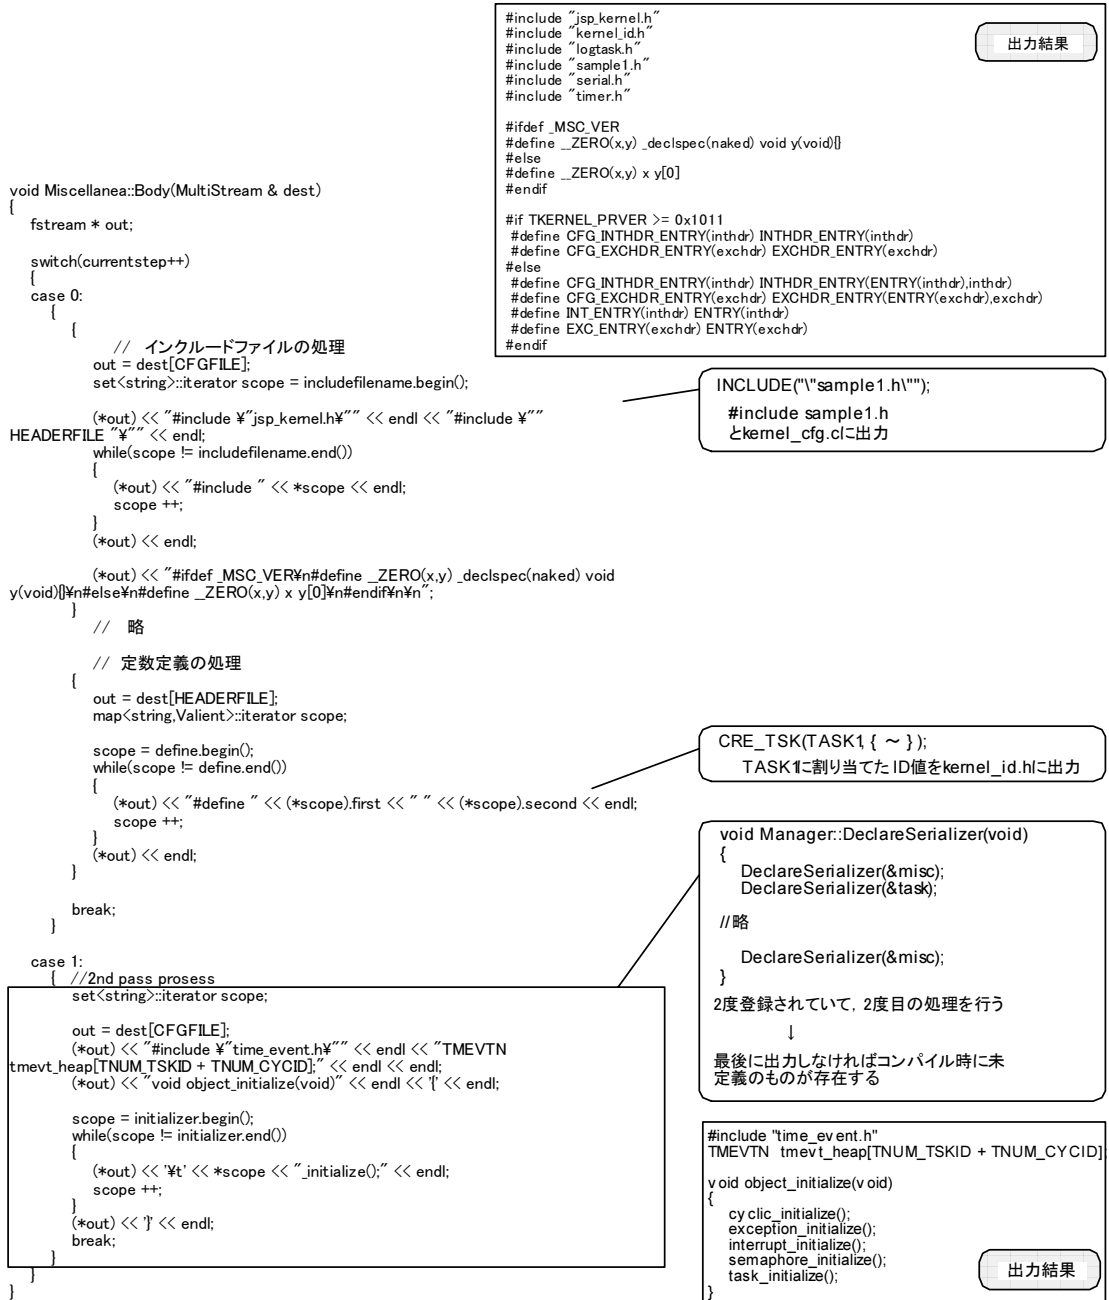 #include "jsp_kernel.h"
#include "kernel_id.h"
#include "logtask.h"
#include "sample1.h"
#include "serial.h"
#include "timer.h"
出力結果
#ifdef _MSC_VER
#define __ZERO(x,y) _declspec(naked) void y(void){}
#else
#define __ZERO(x,y) x y[0]
#endif
#if TKERNEL_PRVER >= 0x1011
#define CFG_INTHDR_ENTRY(inthdr) INTHDR_ENTRY(inthdr)
#define CFG_EXCHDR_ENTRY(exchdr) EXCHDR_ENTRY(exchdr)
#else
#define CFG_INTHDR_ENTRY(inthdr) INTHDR_ENTRY(ENTRY(inthdr),inthdr)
#define CFG_EXCHDR_ENTRY(exchdr) EXCHDR_ENTRY(ENTRY(exchdr),exchdr)
#define INT_ENTRY(inthdr) ENTRY(inthdr)
#define EXC_ENTRY(exchdr) ENTRY(exchdr)
#endif
void Miscellanea::Body(MultiStream & dest)
{
fstream * out;
switch(currentstep++)
{
case 0:
{
{
// インクルードファイルの処理
out = dest[CFGFILE];
set<string>::iterator scope = includefilename.begin();
(*out) << "#include ¥"jsp_kernel.h¥"" << endl << "#include ¥""
HEADERFILE "¥"" << endl;
while(scope != includefilename.end())
{
(*out) << "#include " << *scope << endl;
scope ++;
}
(*out) << endl;
(*out) << "#ifdef _MSC_VER¥n#define __ZERO(x,y) _declspec(naked) void
y(void){}¥n#else¥n#define __ZERO(x,y) x y[0]¥n#endif¥n¥n";
}
// 略
// 定数定義の処理
{
out = dest[HEADERFILE];
map<string,Valient>::iterator scope;
scope = define.begin();
while(scope != define.end())
{
(*out) << "#define " << (*scope).first << " " << (*scope).second << endl;
scope ++;
}
(*out) << endl;
}
break;
}
case 1:
{ //2nd pass prosess
set<string>::iterator scope;
out = dest[CFGFILE];
(*out) << "#include ¥"time_event.h¥"" << endl << "TMEVTN
tmevt_heap[TNUM_TSKID + TNUM_CYCID];" << endl << endl;
(*out) << "void object_initialize(void)" << endl << '{' << endl;
scope = initializer.begin();
while(scope != initializer.end())
{
(*out) << '¥t' << *scope << "_initialize();" << endl;
scope ++;
}
(*out) << '}' << endl;
break;
}
}
}
INCLUDE("\"sample1.h\"");
#include sample1.h
とkernel_cfg.cに出力
CRE_TSK(TASK1, { ～ } );
TASK1に割り当てたID値をkernel_id.hに出力
void Manager::DeclareSerializer(void)
{
DeclareSerializer(&misc);
DeclareSerializer(&task);
//略
DeclareSerializer(&misc);
}
2度登録されていて，2度目の処理を行う
↓
最後に出力しなければコンパイル時に未
定義のものが存在する
#include "time_event.h"
TMEVTN tmevt_heap[TNUM_TSKID + TNUM_CYCID];
void object_initialize(void)
{
cyclic_initialize();
exception_initialize();
interrupt_initialize();
semaphore_initialize();
task_initialize();
}
出力結果